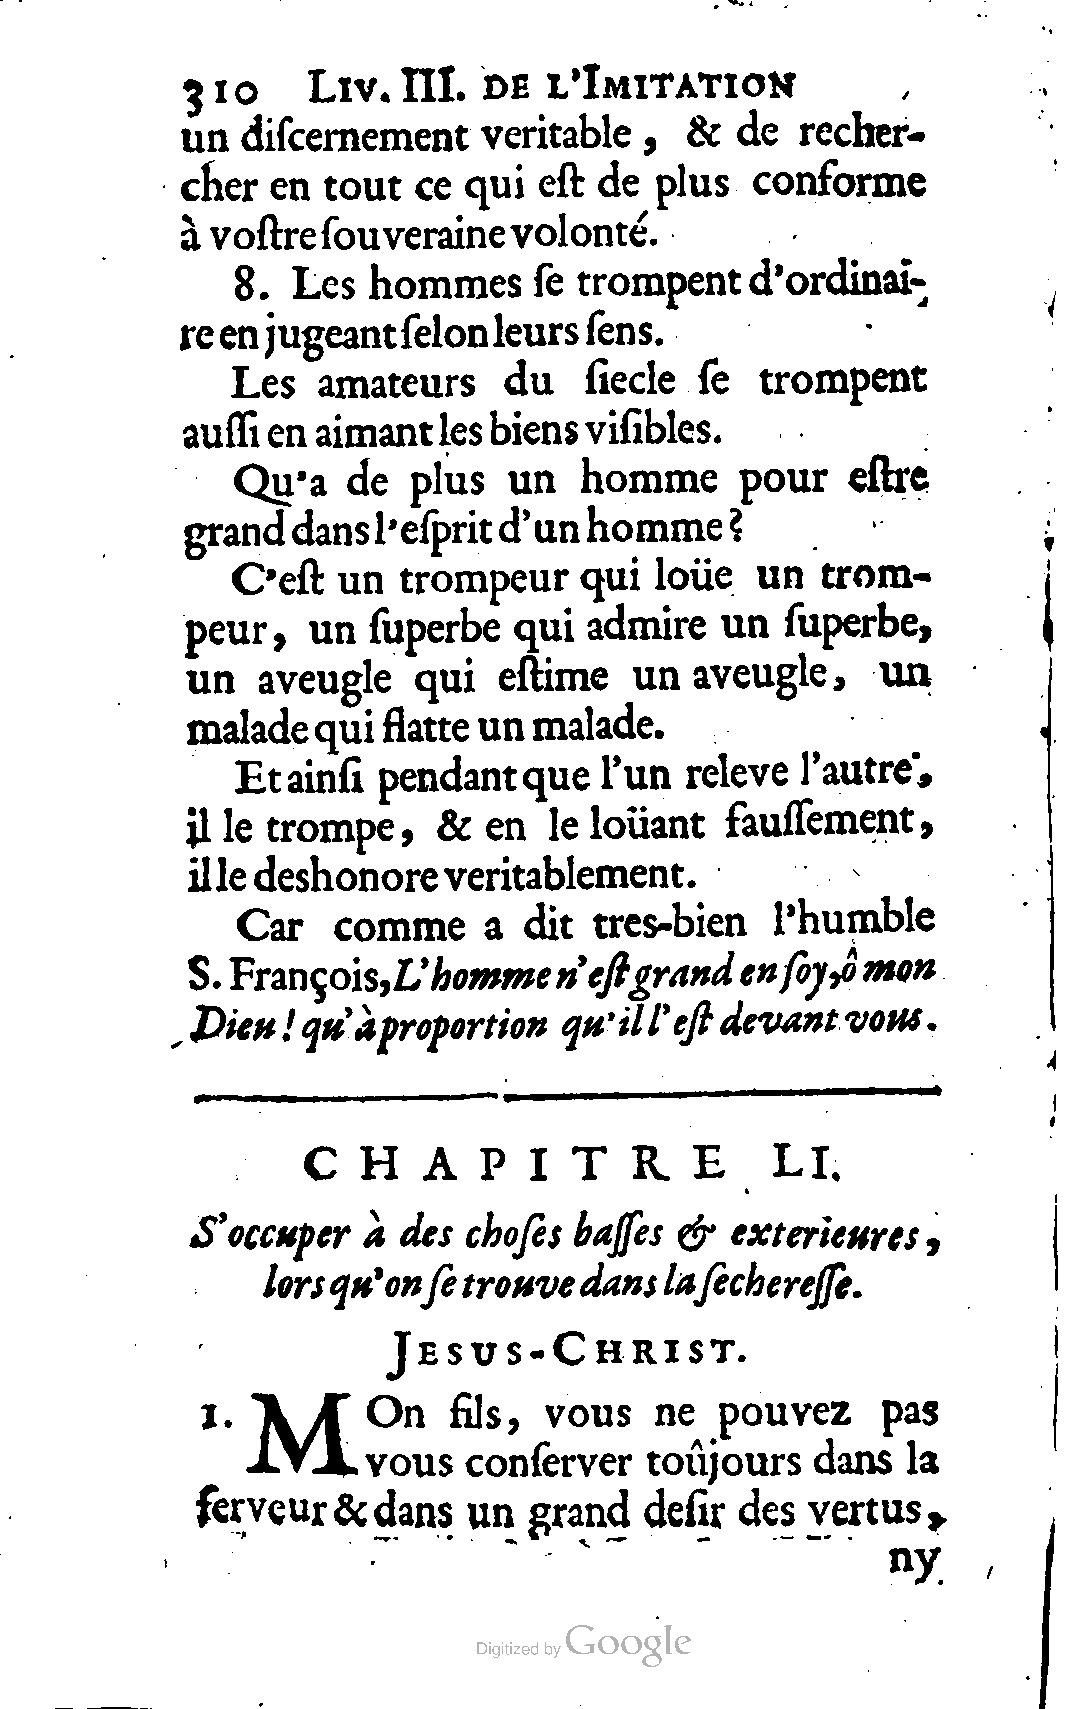 310 LIV. III. DE L'IMITATION
un diſcernement veritable, & de recher-
cher en tout ce qui eſt de plus conforme
à voſtre ſouveraine volonté.
8. Les hommes ſe trompent d'ordinai-
re en jugeant ſelon leurs ſens.
Les amateurs du ſiecle ſe trompent
auſſi en aimant les biens viſibles.
Qu'a de plus un homme pour eſtre
grand dans l'eſprit d'un homme?
C'eſt un trompeur qui loüe un trom-
peur, un ſuperbe qui admire un ſuperbe,
un aveugle qui eſtime un aveugle, un
malade qui flatte un malade.
Et ainſi pendant que l'un releve l'autre,
il le trompe, & en le loüant fauſſement,
il le deshonore veritablement.
Car comme a dit tres-bien l'humble
S. François, L'homme n'eſt grand en ſoy, ô mon
Dieu! qu'à proportion qu'il l'eſt devant vous.
CHAPITRE LI.
S'occuper à des choſes baſſes & exterieures,
lors qu'on ſe trouve dans la ſechereſſe.
JESUS-CHRIST.
1. MOn fils, vous ne pouvez pas
vous conſerver toûjours dans la
ferveur & dans un grand deſir des vertus,
ny
Digitized by Google